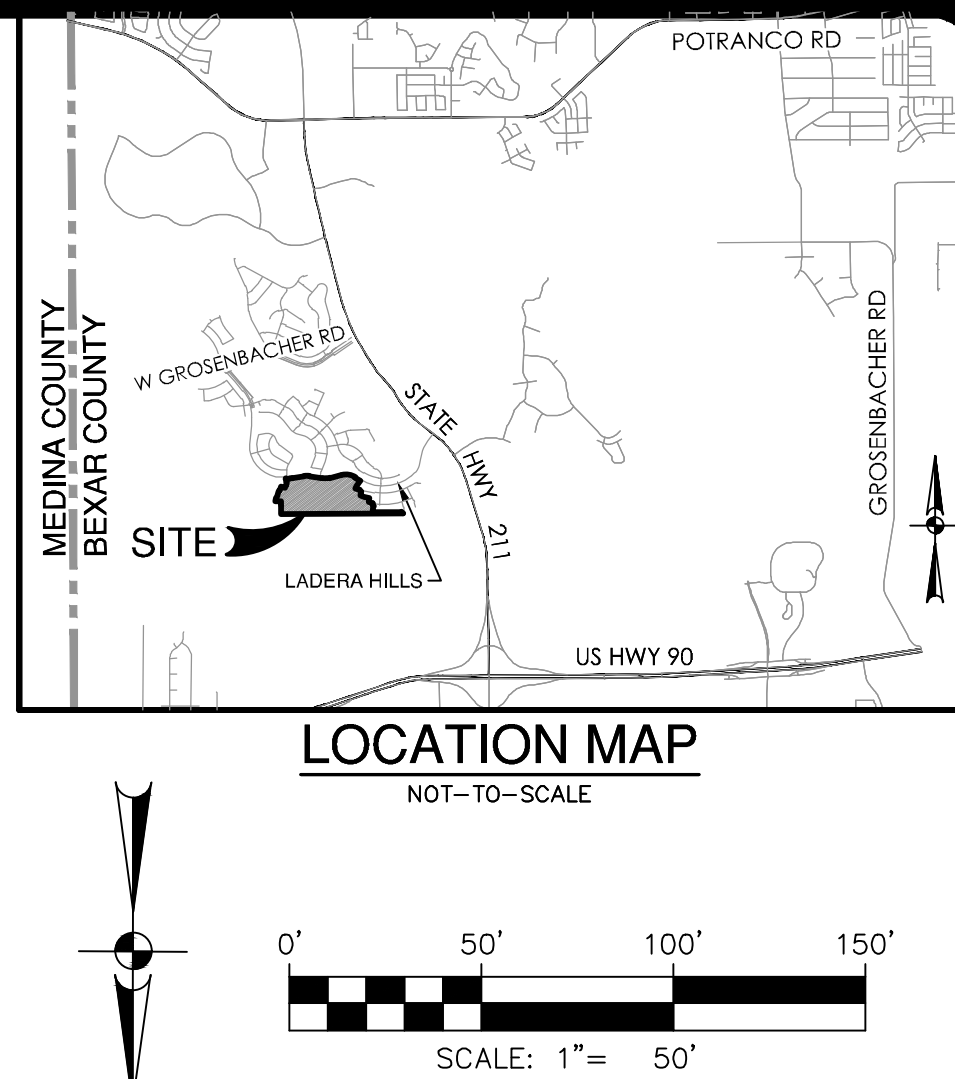 POTRANCO RD
MEDINA COUNTY
BEXAR COUNTY
W GROSENBACHER RD
STATE HWY 211
GROSENBACHER RD
SITE
LADERA HILLS
US HWY 90
LOCATION MAP
NOT-TO-SCALE
0' 50' 100' 150'
SCALE: 1"= 50'